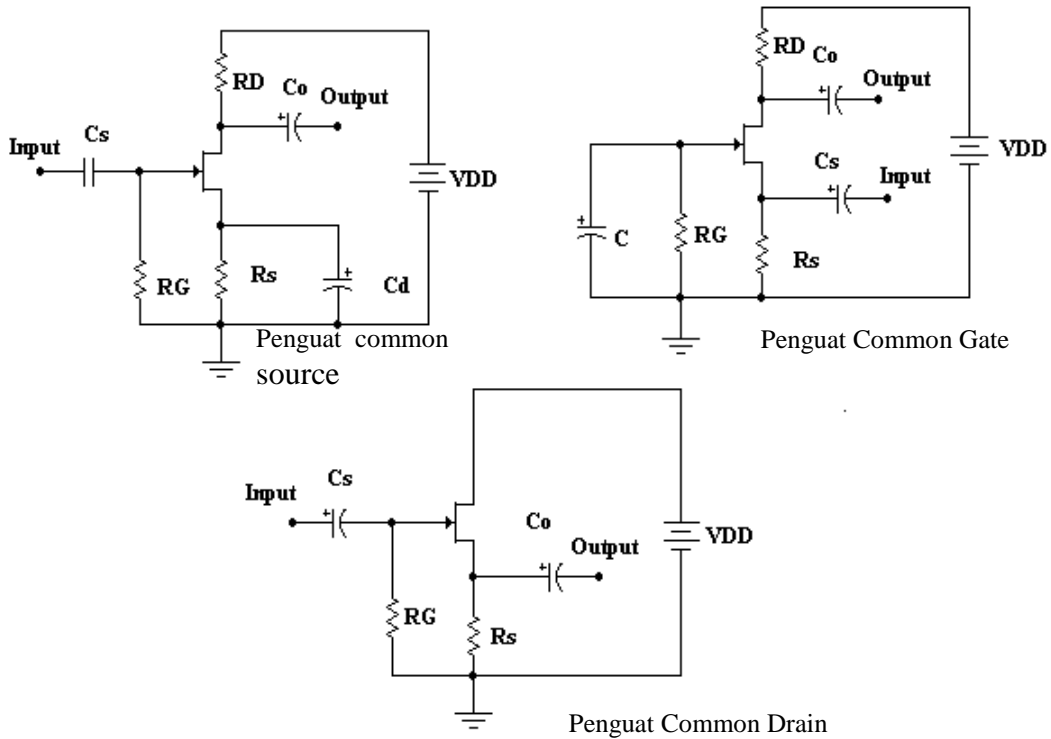 RD
Co
Output
Cs
Input
VDD
RG
Rs
Cd
Penguat common
source
RD
Co
Output
VDD
Cs
Input
C
RG
Rs
Penguat Common Gate
Cs
Input
Co
Output
VDD
RG
Rs
Penguat Common Drain